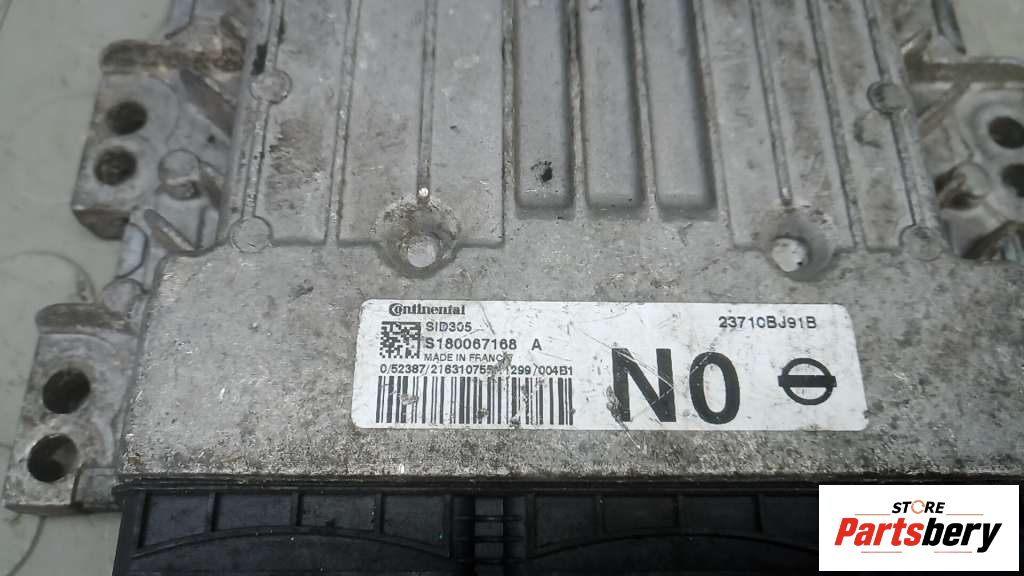 Continental
SID305
S180067168 A
MADE IN FRANCE
23710BJ91B
N0
STORE
Partsbery